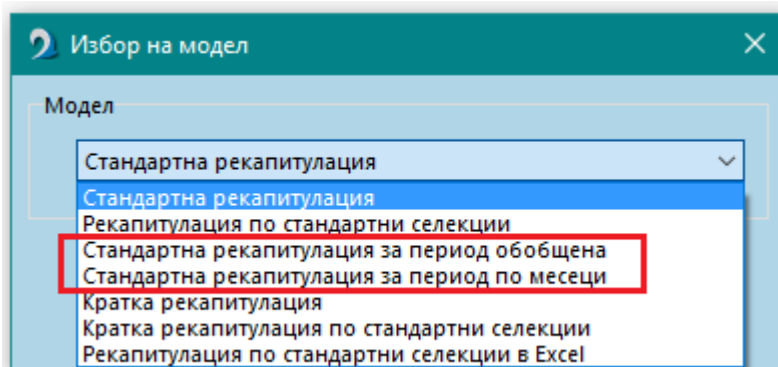 Избор на модел
Модел
Стандартна рекапитулация
Стандартна рекапитулация
Рекапитулация по стандартни селекции
Стандартна рекапитулация за период обобщена
Стандартна рекапитулация за период по месеци
Кратка рекапитулация
Кратка рекапитулация по стандартни селекции
Рекапитулация по стандартни селекции в Excel